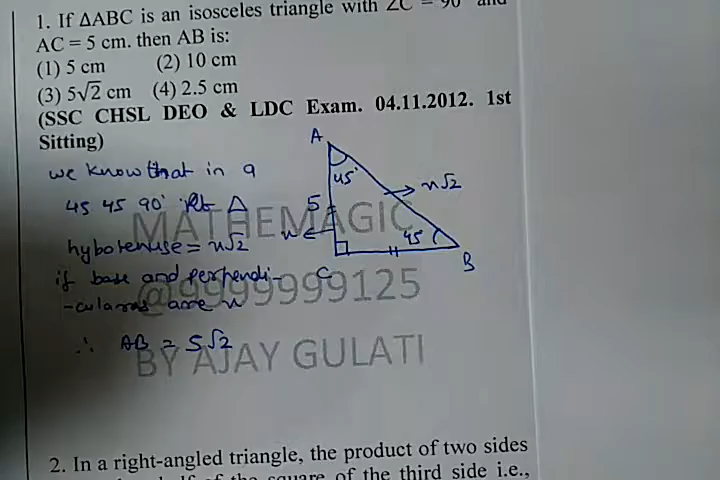 1. If ΔABC is an isosceles triangle with ∠C = 90° and
AC = 5 cm. then AB is:
(1) 5 cm (2) 10 cm
(3) 5√2 cm (4) 2.5 cm
(SSC CHSL DEO & LDC Exam. 04.11.2012. 1st
Sitting)
we know that in a
45 45 90° Rt Δ
hypotenuse = x√2
if base and perpendi-
-culars are x
∴ AB = 5√2
A
45°
x√2
5
x
45
C
B
MATHEMAGIC
@9999999125
BY AJAY GULATI
2. In a right-angled triangle, the product of two sides
half of the square of the third side i.e.,